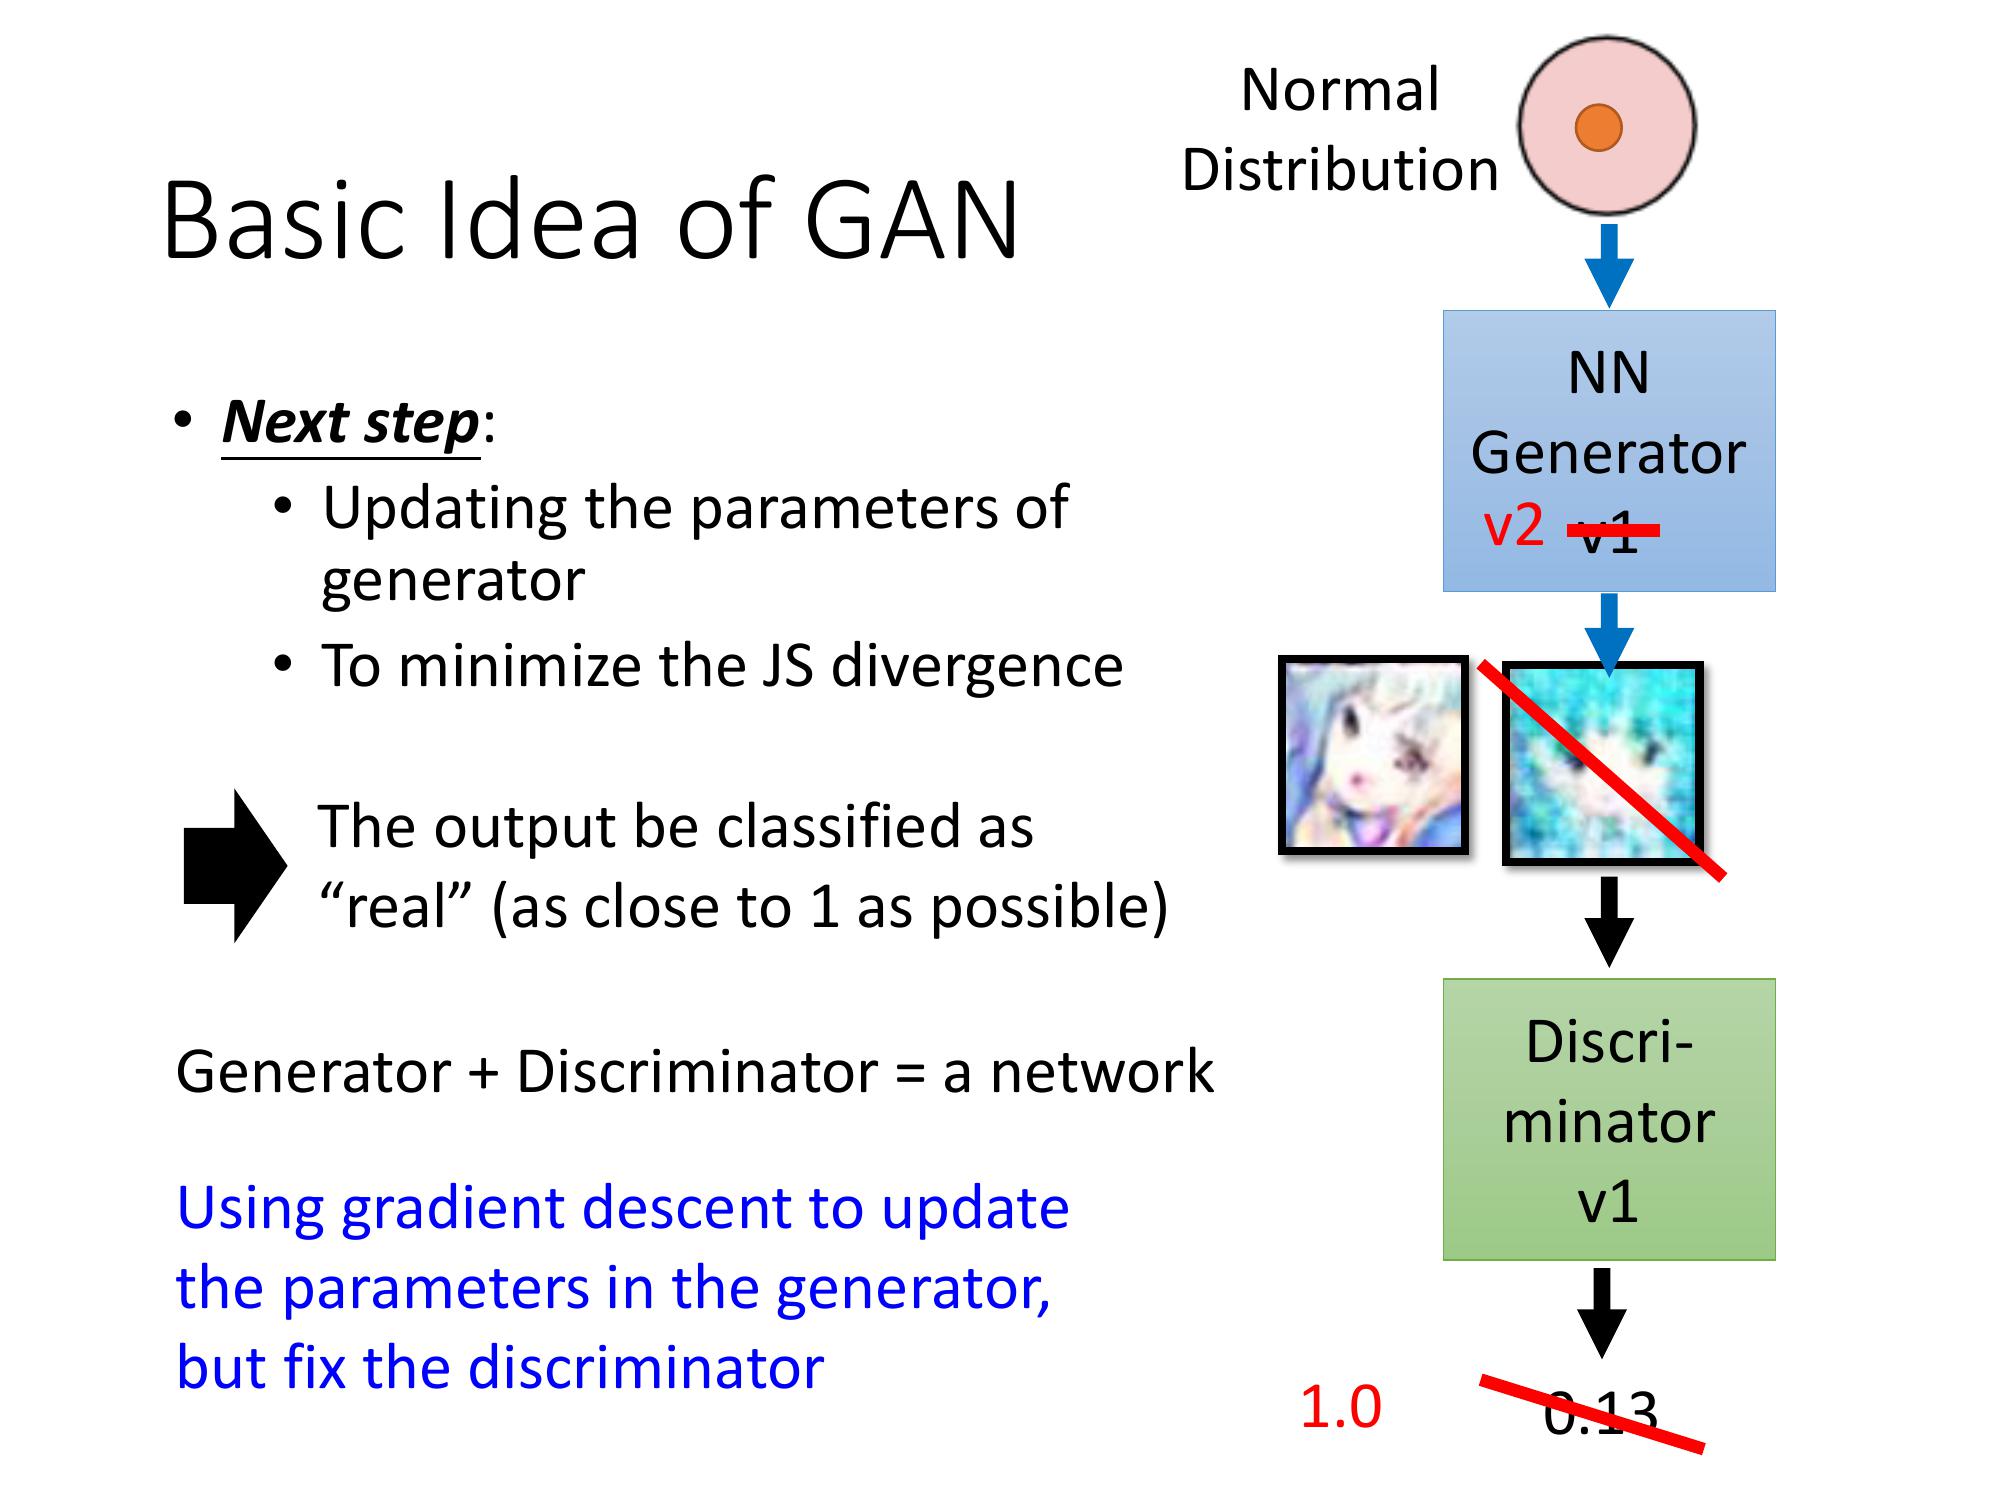 Basic Idea of GAN
• Next step:
• Updating the parameters of
generator
• To minimize the JS divergence
The output be classified as
“real” (as close to 1 as possible)
Generator + Discriminator = a network
Using gradient descent to update
the parameters in the generator,
but fix the discriminator
Normal
Distribution
NN
Generator
v2 v1
Discri-
minator
v1
1.0 0.13